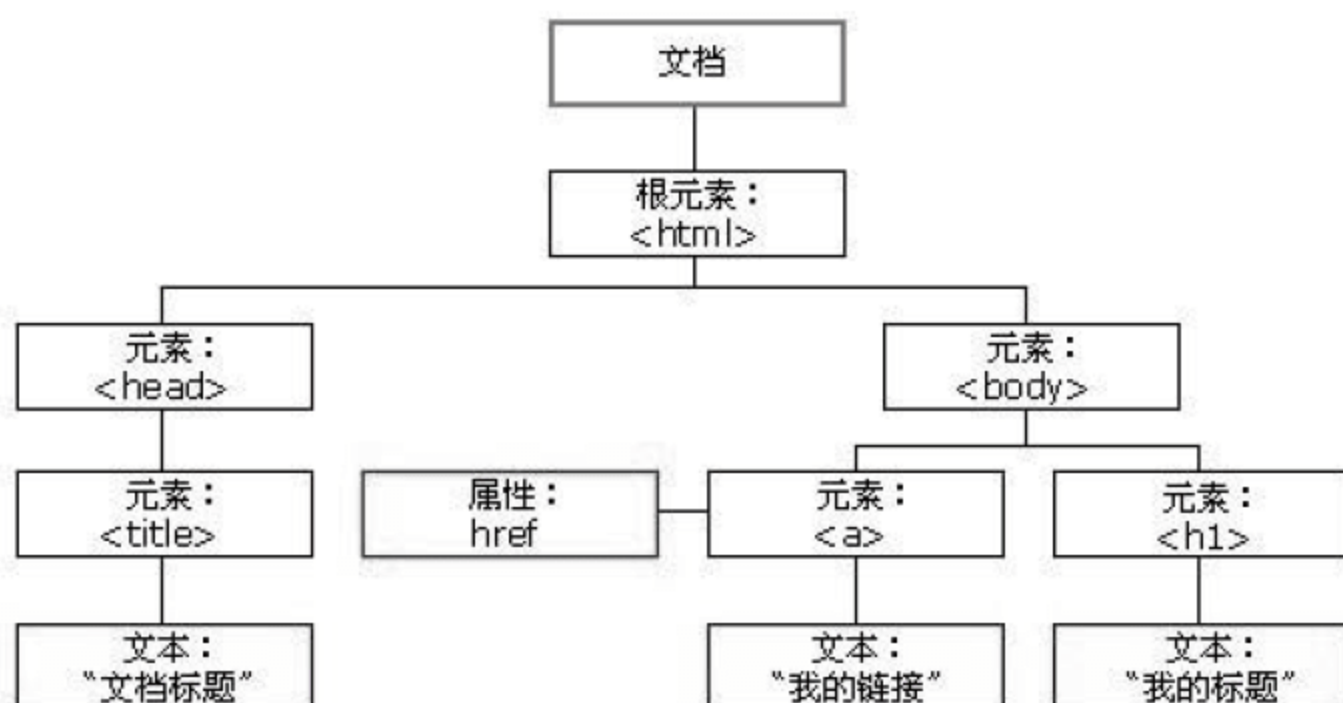 文档
根元素：
<html>
元素：
<head>
元素：
<body>
元素：
<title>
属性：
href
元素：
<a>
元素：
<h1>
文本：
“文档标题”
文本：
“我的链接”
文本：
“我的标题”